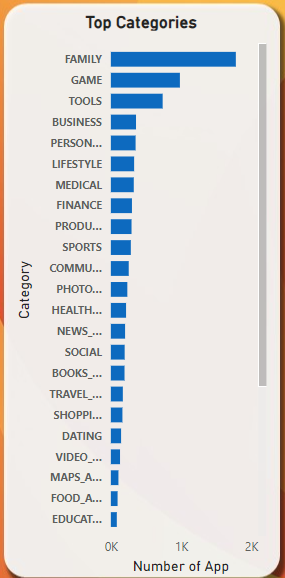 Top Categories
FAMILY
GAME
TOOLS
BUSINESS
PERSON...
LIFESTYLE
MEDICAL
FINANCE
PRODU...
SPORTS
COMMU...
PHOTO...
HEALTH...
NEWS_...
SOCIAL
BOOKS_...
TRAVEL_...
SHOPPI...
DATING
VIDEO_...
MAPS_A...
FOOD_A...
EDUCAT...
Category
0K 1K 2K
Number of App